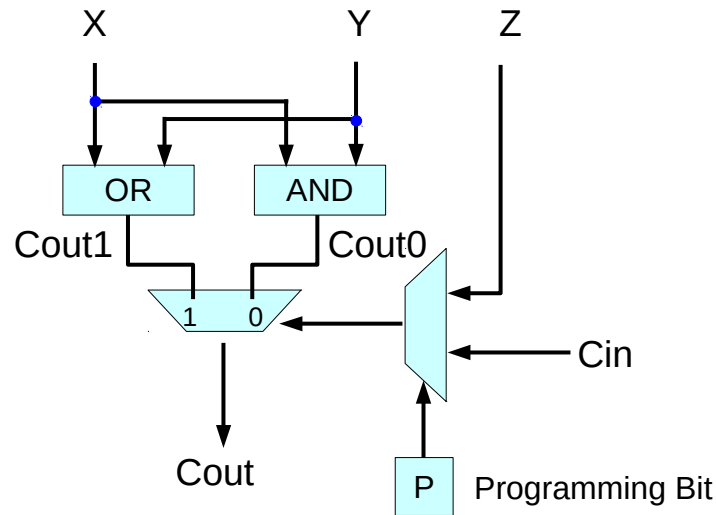 X Y Z
OR AND
Cout1 Cout0
1 0
Cin
Cout
P Programming Bit